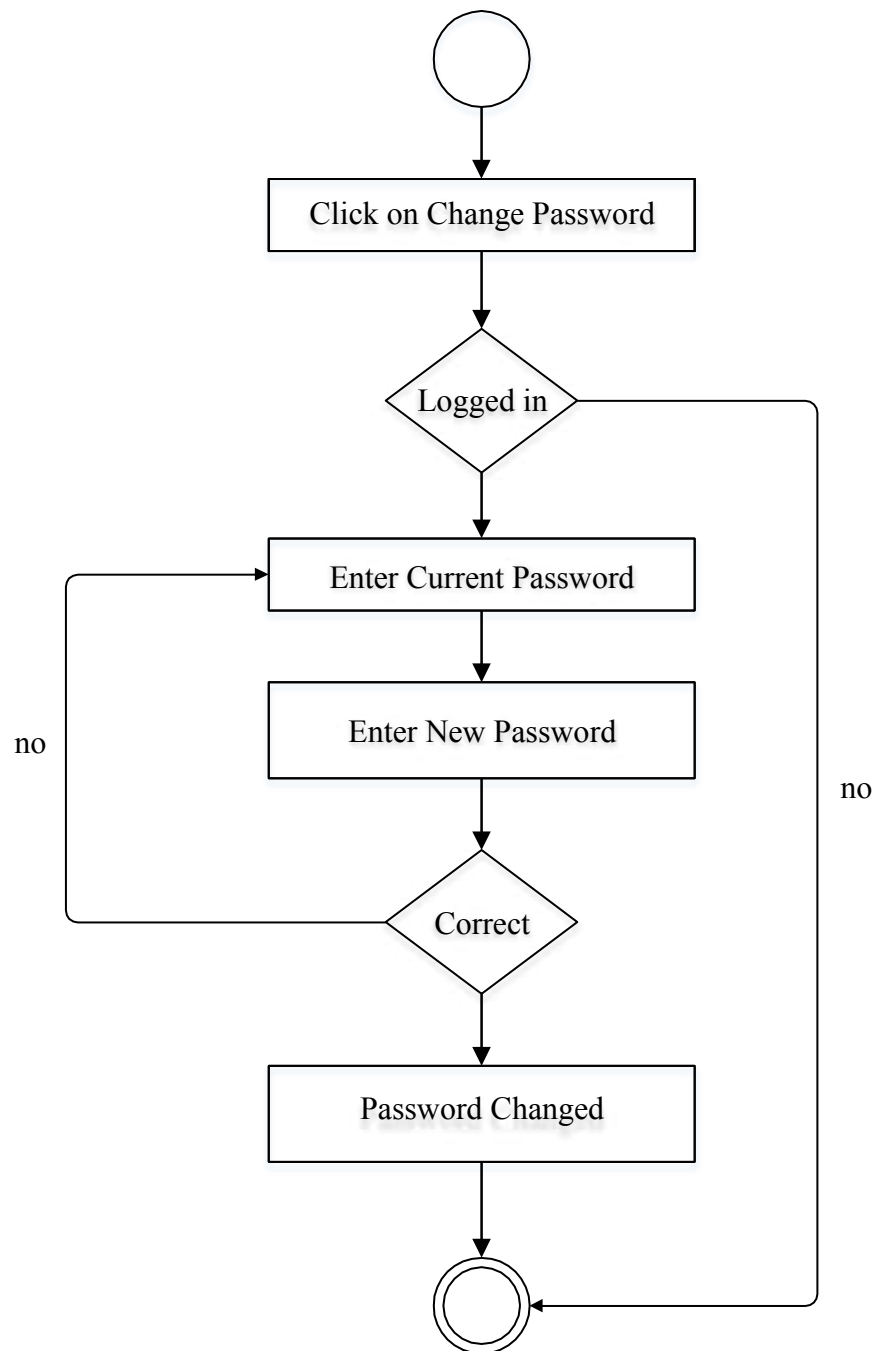 Click on Change Password
Logged in
Enter Current Password
Enter New Password
no
no
Correct
Password Changed